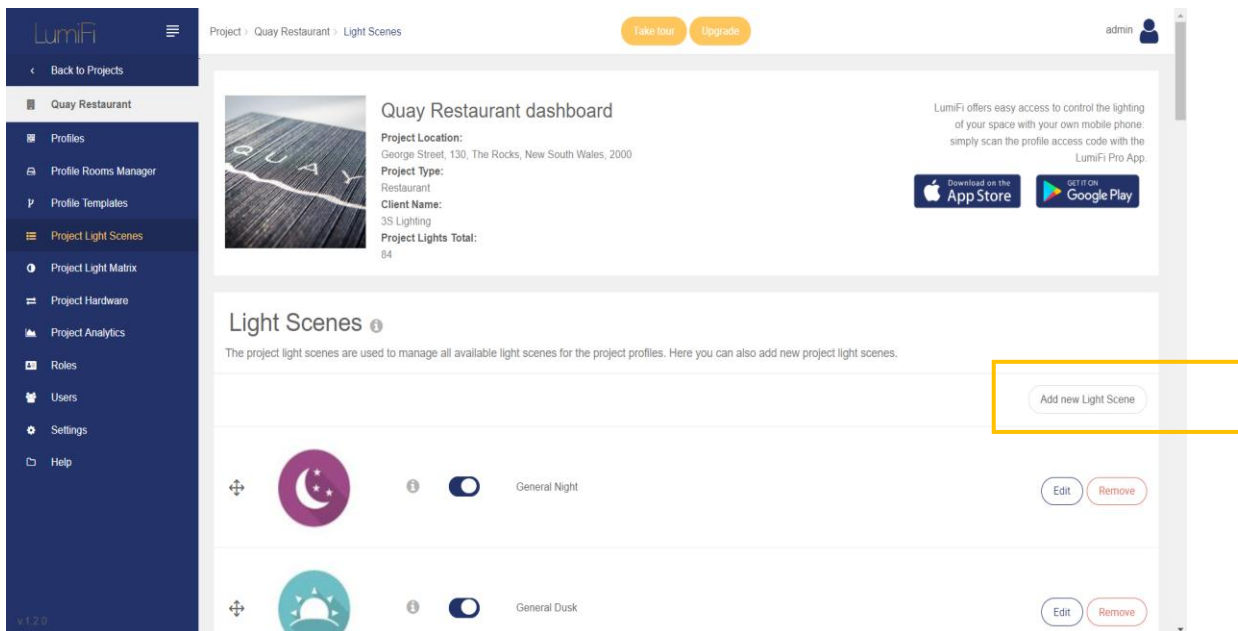 LumiFi
Project > Quay Restaurant > Light Scenes
Take tour
Upgrade
admin
< Back to Projects
Quay Restaurant
Profiles
Profile Rooms Manager
Profile Templates
Project Light Scenes
Project Light Matrix
Project Hardware
Project Analytics
Roles
Users
Settings
Help
v.1.2.0
QUAY
Quay Restaurant dashboard
Project Location:
George Street, 130, The Rocks, New South Wales, 2000
Project Type:
Restaurant
Client Name:
3S Lighting
Project Lights Total:
84
LumiFi offers easy access to control the lighting
of your space with your own mobile phone:
simply scan the profile access code with the
LumiFi Pro App.
Download on the
App Store
GET IT ON
Google Play
Light Scenes
The project light scenes are used to manage all available light scenes for the project profiles. Here you can also add new project light scenes.
Add new Light Scene
General Night
Edit
Remove
General Dusk
Edit
Remove